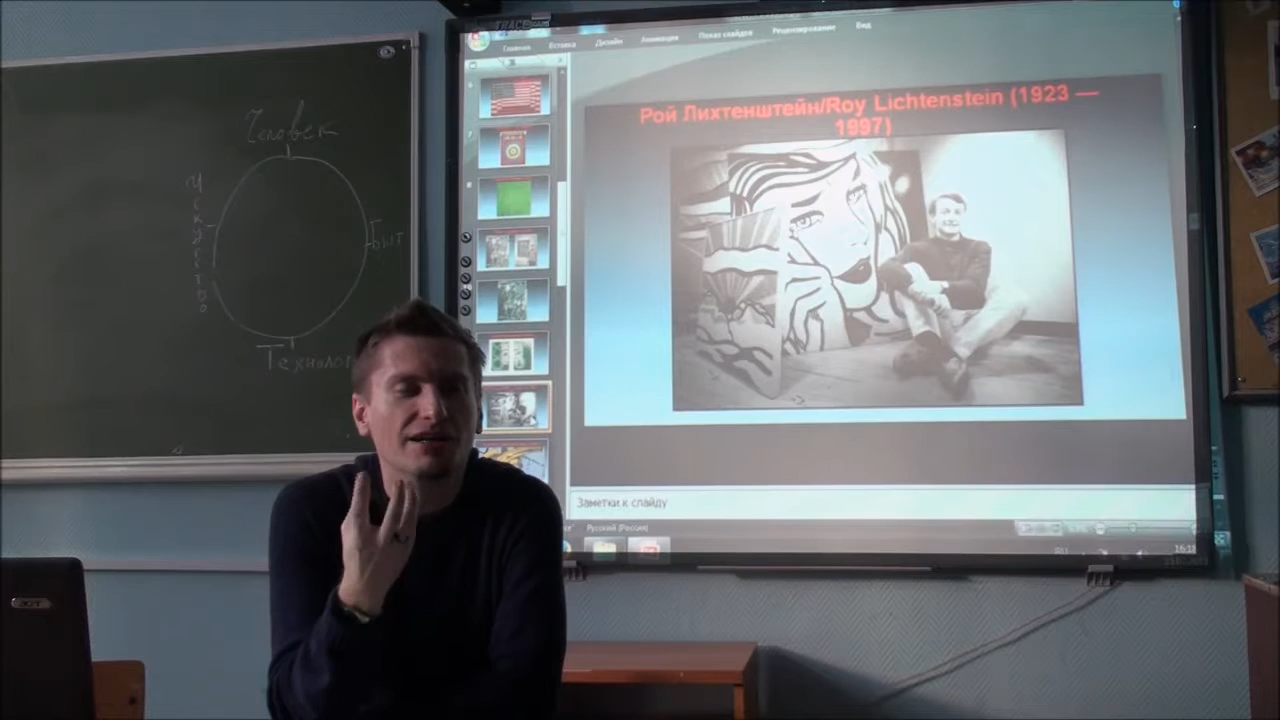 Человек
Искусство
Быт
Технолог
Главная Вставка Дизайн Анимация Показ слайдов Рецензирование Вид
Рой Лихтенштейн/Roy Lichtenstein (1923 —
1997)
Заметки к слайду
Русский (Россия)
acer